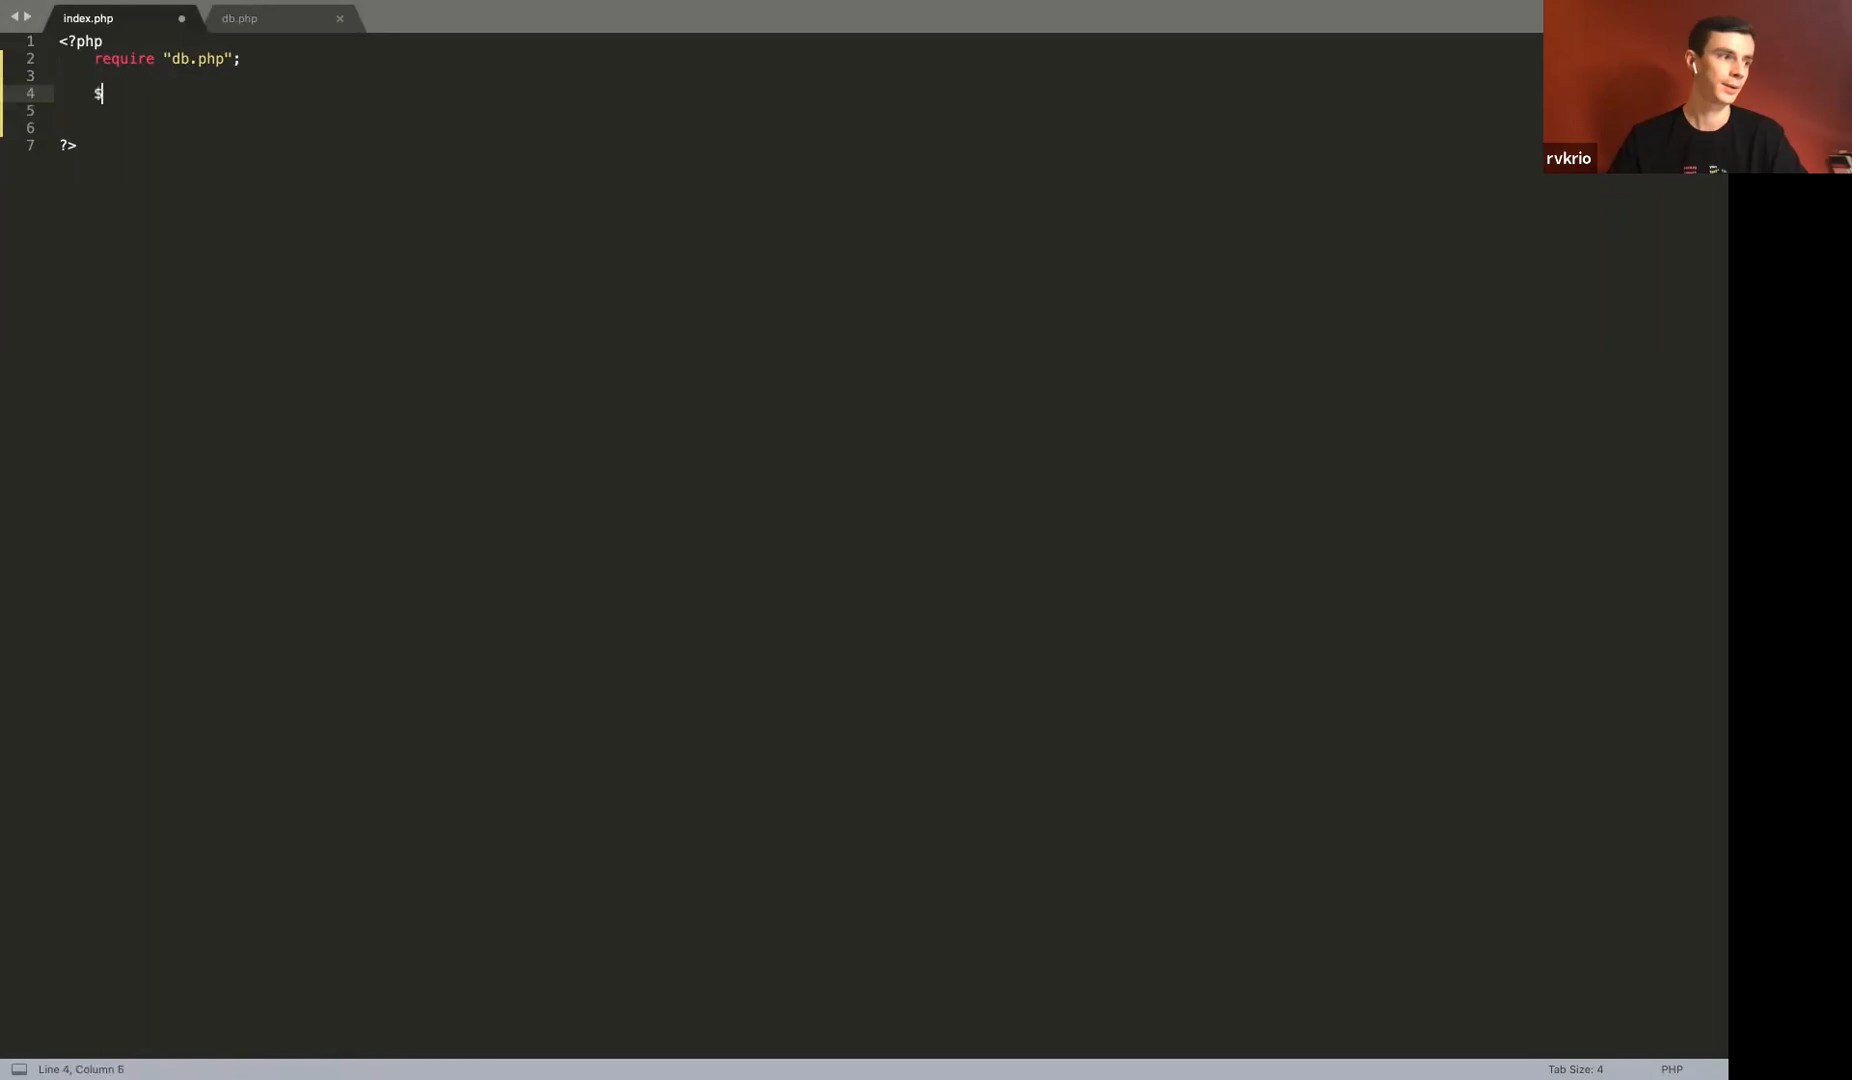 index.php
db.php
1 <?php
2 require "db.php";
3
4 $
5
6
7 ?>
rvkrio
Line 4, Column 6
Tab Size: 4
PHP